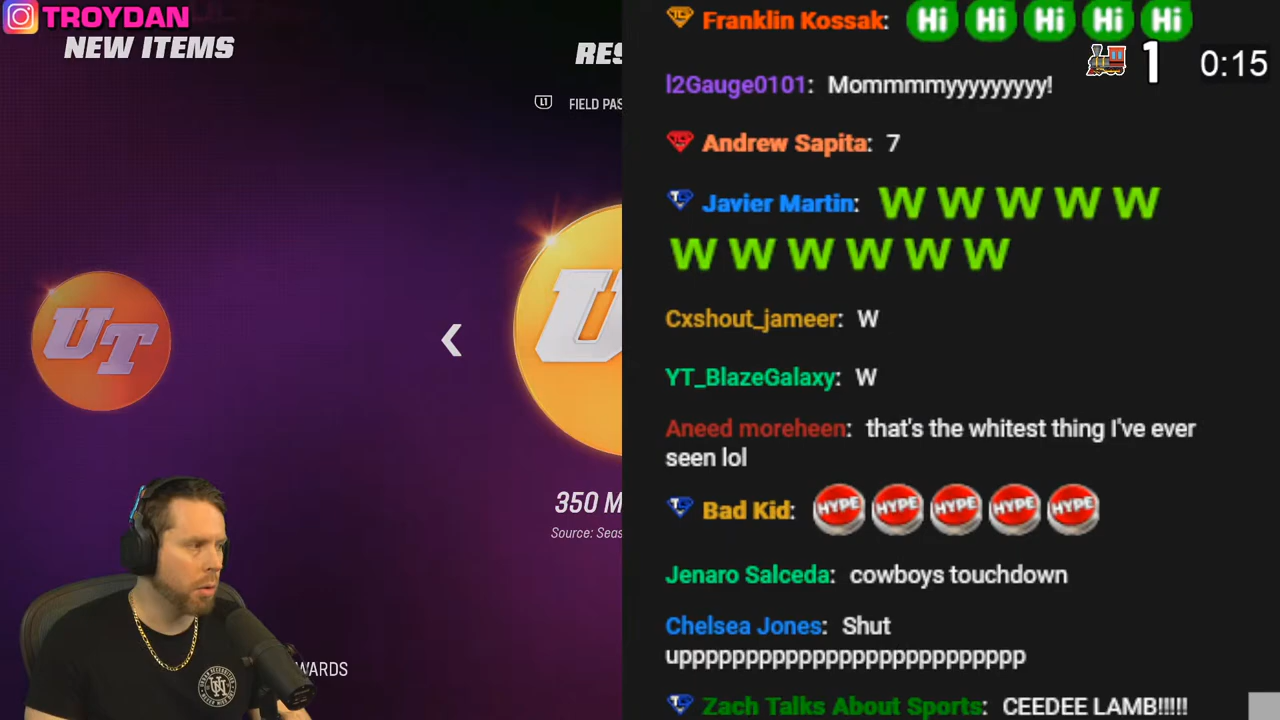 TROYDAN
NEW ITEMS
RES
LT FIELD PAS
UT
U
350 M
Source: Seas
WARDS
Franklin Kossak: Hi Hi Hi Hi Hi
1 0:15
l2Gauge0101: Mommmmyyyyyyyyy!
Andrew Sapita: 7
Javier Martin: W W W W W
W W W W W W
Cxshout_jameer: W
YT_BlazeGalaxy: W
Aneed moreheen: that's the whitest thing I've ever
seen lol
Bad Kid: HYPE HYPE HYPE HYPE HYPE
Jenaro Salceda: cowboys touchdown
Chelsea Jones: Shut
upppppppppppppppppppppppppp
Zach Talks About Sports: CEEDEE LAMB!!!!!